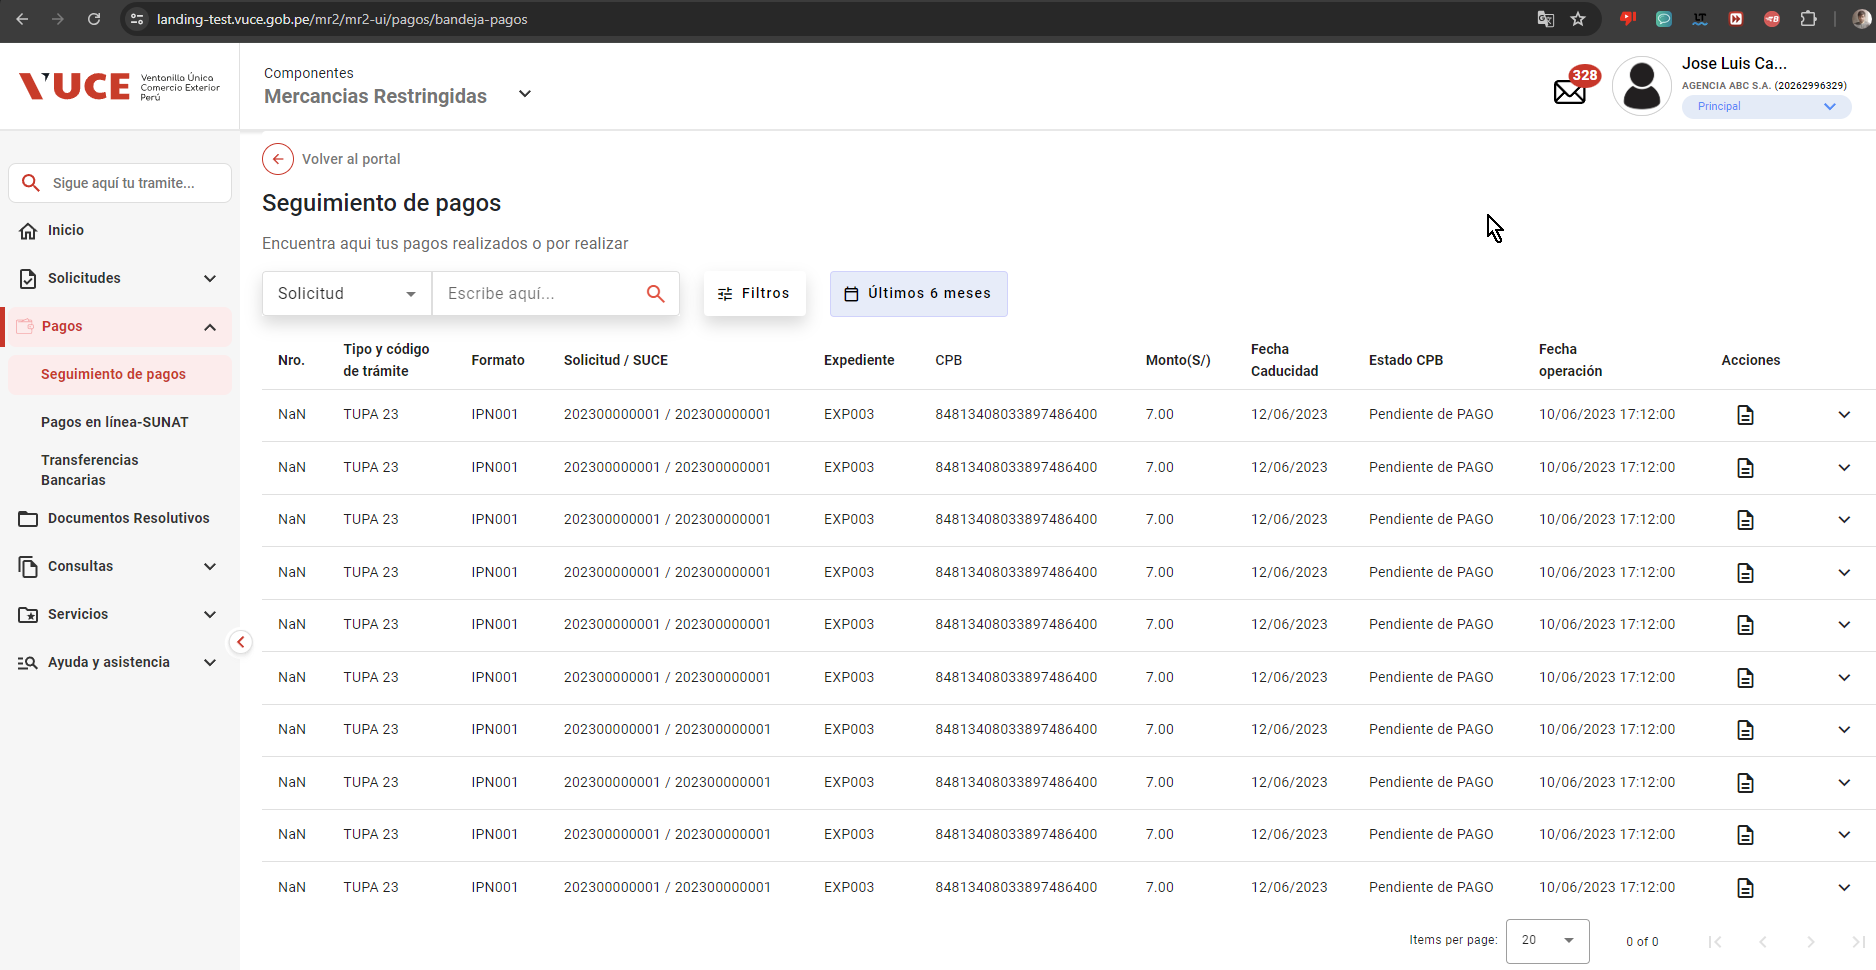 landing-test.vuce.gob.pe/mr2/mr2-ui/pagos/bandeja-pagos
VUCE
Ventanilla Única
Comercio Exterior
Perú
Componentes
Mercancias Restringidas
328
Jose Luis Ca...
AGENCIA ABC S.A. (20262996329)
Principal
Sigue aquí tu tramite...
Inicio
Solicitudes
Pagos
Seguimiento de pagos
Pagos en línea-SUNAT
Transferencias
Bancarias
Documentos Resolutivos
Consultas
Servicios
Ayuda y asistencia
Volver al portal
Seguimiento de pagos
Encuentra aqui tus pagos realizados o por realizar
Solicitud Escribe aquí... Filtros Últimos 6 meses
Nro. Tipo y código de trámite Formato Solicitud / SUCE Expediente CPB Monto(S/) Fecha Caducidad Estado CPB Fecha operación Acciones
NaN TUPA 23 IPN001 202300000001 / 202300000001 EXP003 84813408033897486400 7.00 12/06/2023 Pendiente de PAGO 10/06/2023 17:12:00
NaN TUPA 23 IPN001 202300000001 / 202300000001 EXP003 84813408033897486400 7.00 12/06/2023 Pendiente de PAGO 10/06/2023 17:12:00
NaN TUPA 23 IPN001 202300000001 / 202300000001 EXP003 84813408033897486400 7.00 12/06/2023 Pendiente de PAGO 10/06/2023 17:12:00
NaN TUPA 23 IPN001 202300000001 / 202300000001 EXP003 84813408033897486400 7.00 12/06/2023 Pendiente de PAGO 10/06/2023 17:12:00
NaN TUPA 23 IPN001 202300000001 / 202300000001 EXP003 84813408033897486400 7.00 12/06/2023 Pendiente de PAGO 10/06/2023 17:12:00
NaN TUPA 23 IPN001 202300000001 / 202300000001 EXP003 84813408033897486400 7.00 12/06/2023 Pendiente de PAGO 10/06/2023 17:12:00
NaN TUPA 23 IPN001 202300000001 / 202300000001 EXP003 84813408033897486400 7.00 12/06/2023 Pendiente de PAGO 10/06/2023 17:12:00
NaN TUPA 23 IPN001 202300000001 / 202300000001 EXP003 84813408033897486400 7.00 12/06/2023 Pendiente de PAGO 10/06/2023 17:12:00
NaN TUPA 23 IPN001 202300000001 / 202300000001 EXP003 84813408033897486400 7.00 12/06/2023 Pendiente de PAGO 10/06/2023 17:12:00
NaN TUPA 23 IPN001 202300000001 / 202300000001 EXP003 84813408033897486400 7.00 12/06/2023 Pendiente de PAGO 10/06/2023 17:12:00
Items per page: 20 0 of 0